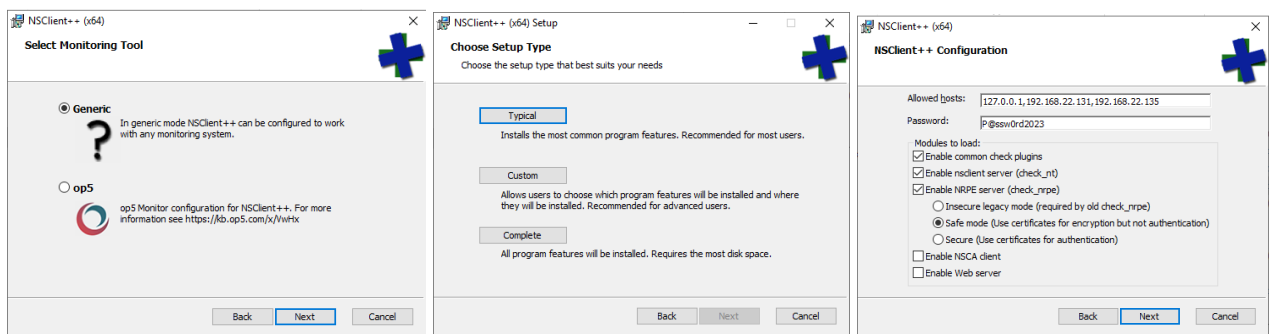 NSClient++ (x64)
Select Monitoring Tool
Generic
In generic mode NSClient++ can be configured to work
with any monitoring system.
op5
op5 Monitor configuration for NSClient++. For more
information see https://kb.op5.com/x/VwHx
Back
Next
Cancel
NSClient++ (x64) Setup
Choose Setup Type
Choose the setup type that best suits your needs
Typical
Installs the most common program features. Recommended for most users.
Custom
Allows users to choose which program features will be installed and where
they will be installed. Recommended for advanced users.
Complete
All program features will be installed. Requires the most disk space.
Back
Next
Cancel
NSClient++ (x64)
NSClient++ Configuration
Allowed hosts:
127.0.0.1,192.168.22.131,192.168.22.135
Password:
P@ssw0rd2023
Modules to load:
Enable common check plugins
Enable nsclient server (check_nt)
Enable NRPE server (check_nrpe)
Insecure legacy mode (required by old check_nrpe)
Safe mode (Use certificates for encryption but not authentication)
Secure (Use certificates for authentication)
Enable NSCA client
Enable Web server
Back
Next
Cancel